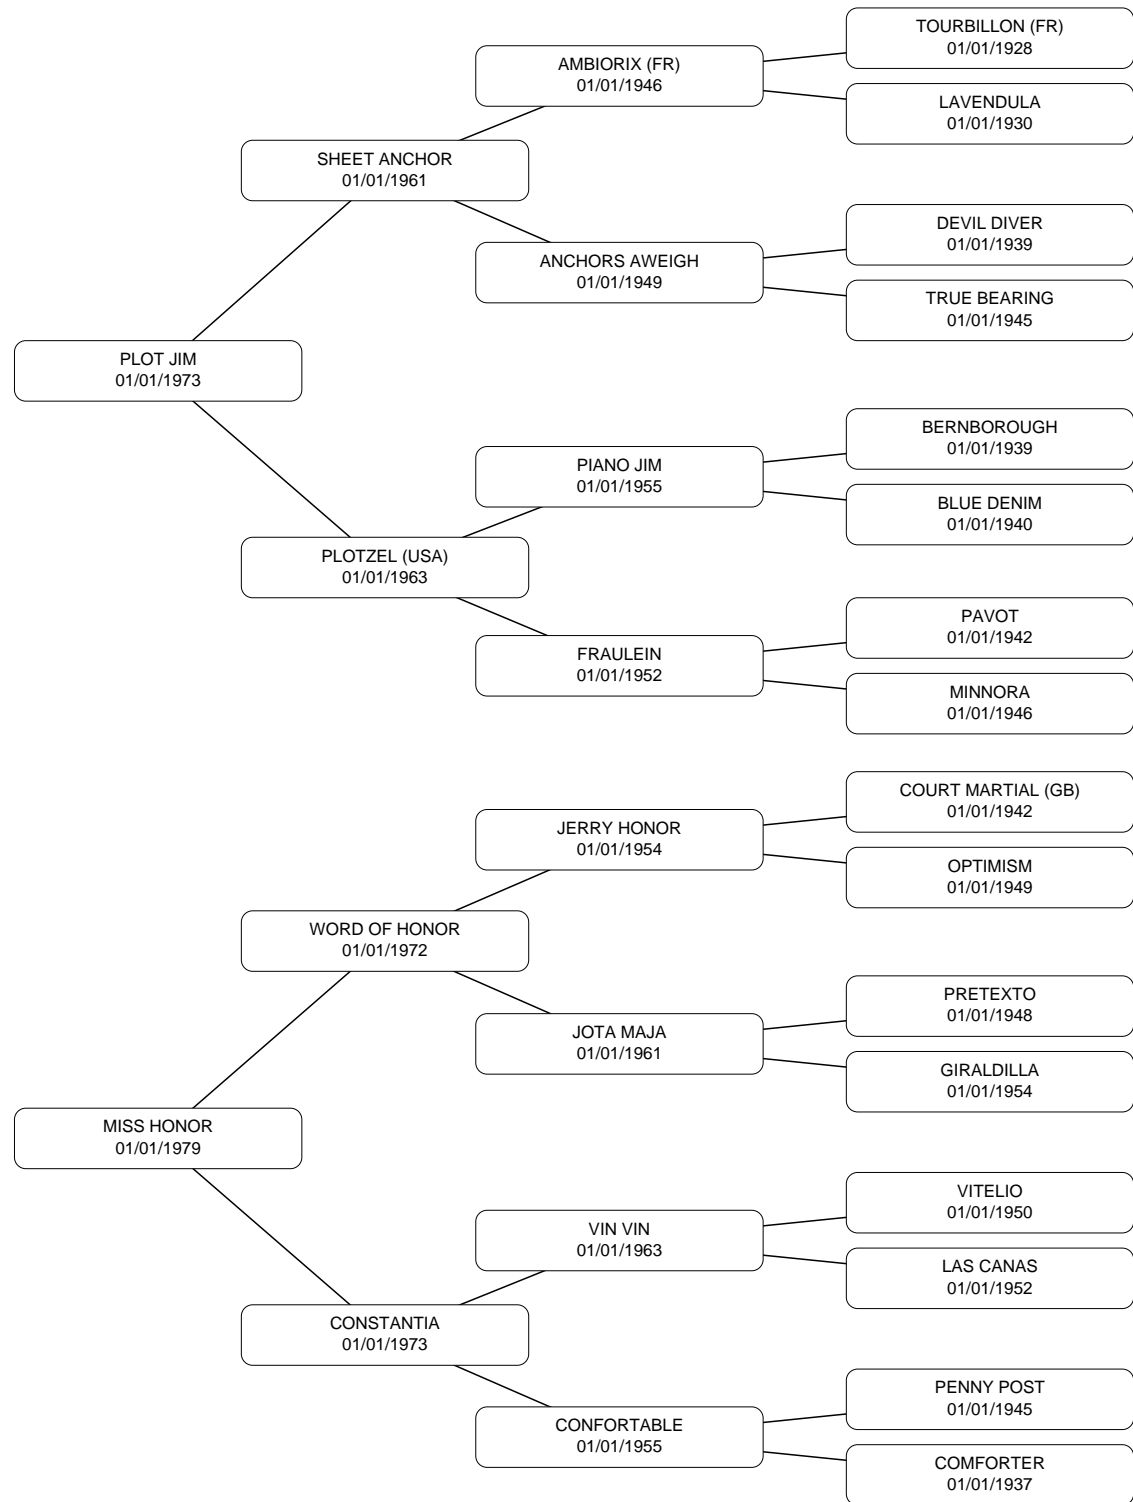 TOURBILLON (FR)
01/01/1928
AMBIORIX (FR)
01/01/1946
LAVENDULA
01/01/1930
SHEET ANCHOR
01/01/1961
DEVIL DIVER
01/01/1939
ANCHORS AWEIGH
01/01/1949
TRUE BEARING
01/01/1945
PLOT JIM
01/01/1973
BERNBOROUGH
01/01/1939
PIANO JIM
01/01/1955
BLUE DENIM
01/01/1940
PLOTZEL (USA)
01/01/1963
PAVOT
01/01/1942
FRAULEIN
01/01/1952
MINNORA
01/01/1946
COURT MARTIAL (GB)
01/01/1942
JERRY HONOR
01/01/1954
OPTIMISM
01/01/1949
WORD OF HONOR
01/01/1972
PRETEXTO
01/01/1948
JOTA MAJA
01/01/1961
GIRALDILLA
01/01/1954
MISS HONOR
01/01/1979
VITELIO
01/01/1950
VIN VIN
01/01/1963
LAS CANAS
01/01/1952
CONSTANTIA
01/01/1973
PENNY POST
01/01/1945
CONFORTABLE
01/01/1955
COMFORTER
01/01/1937